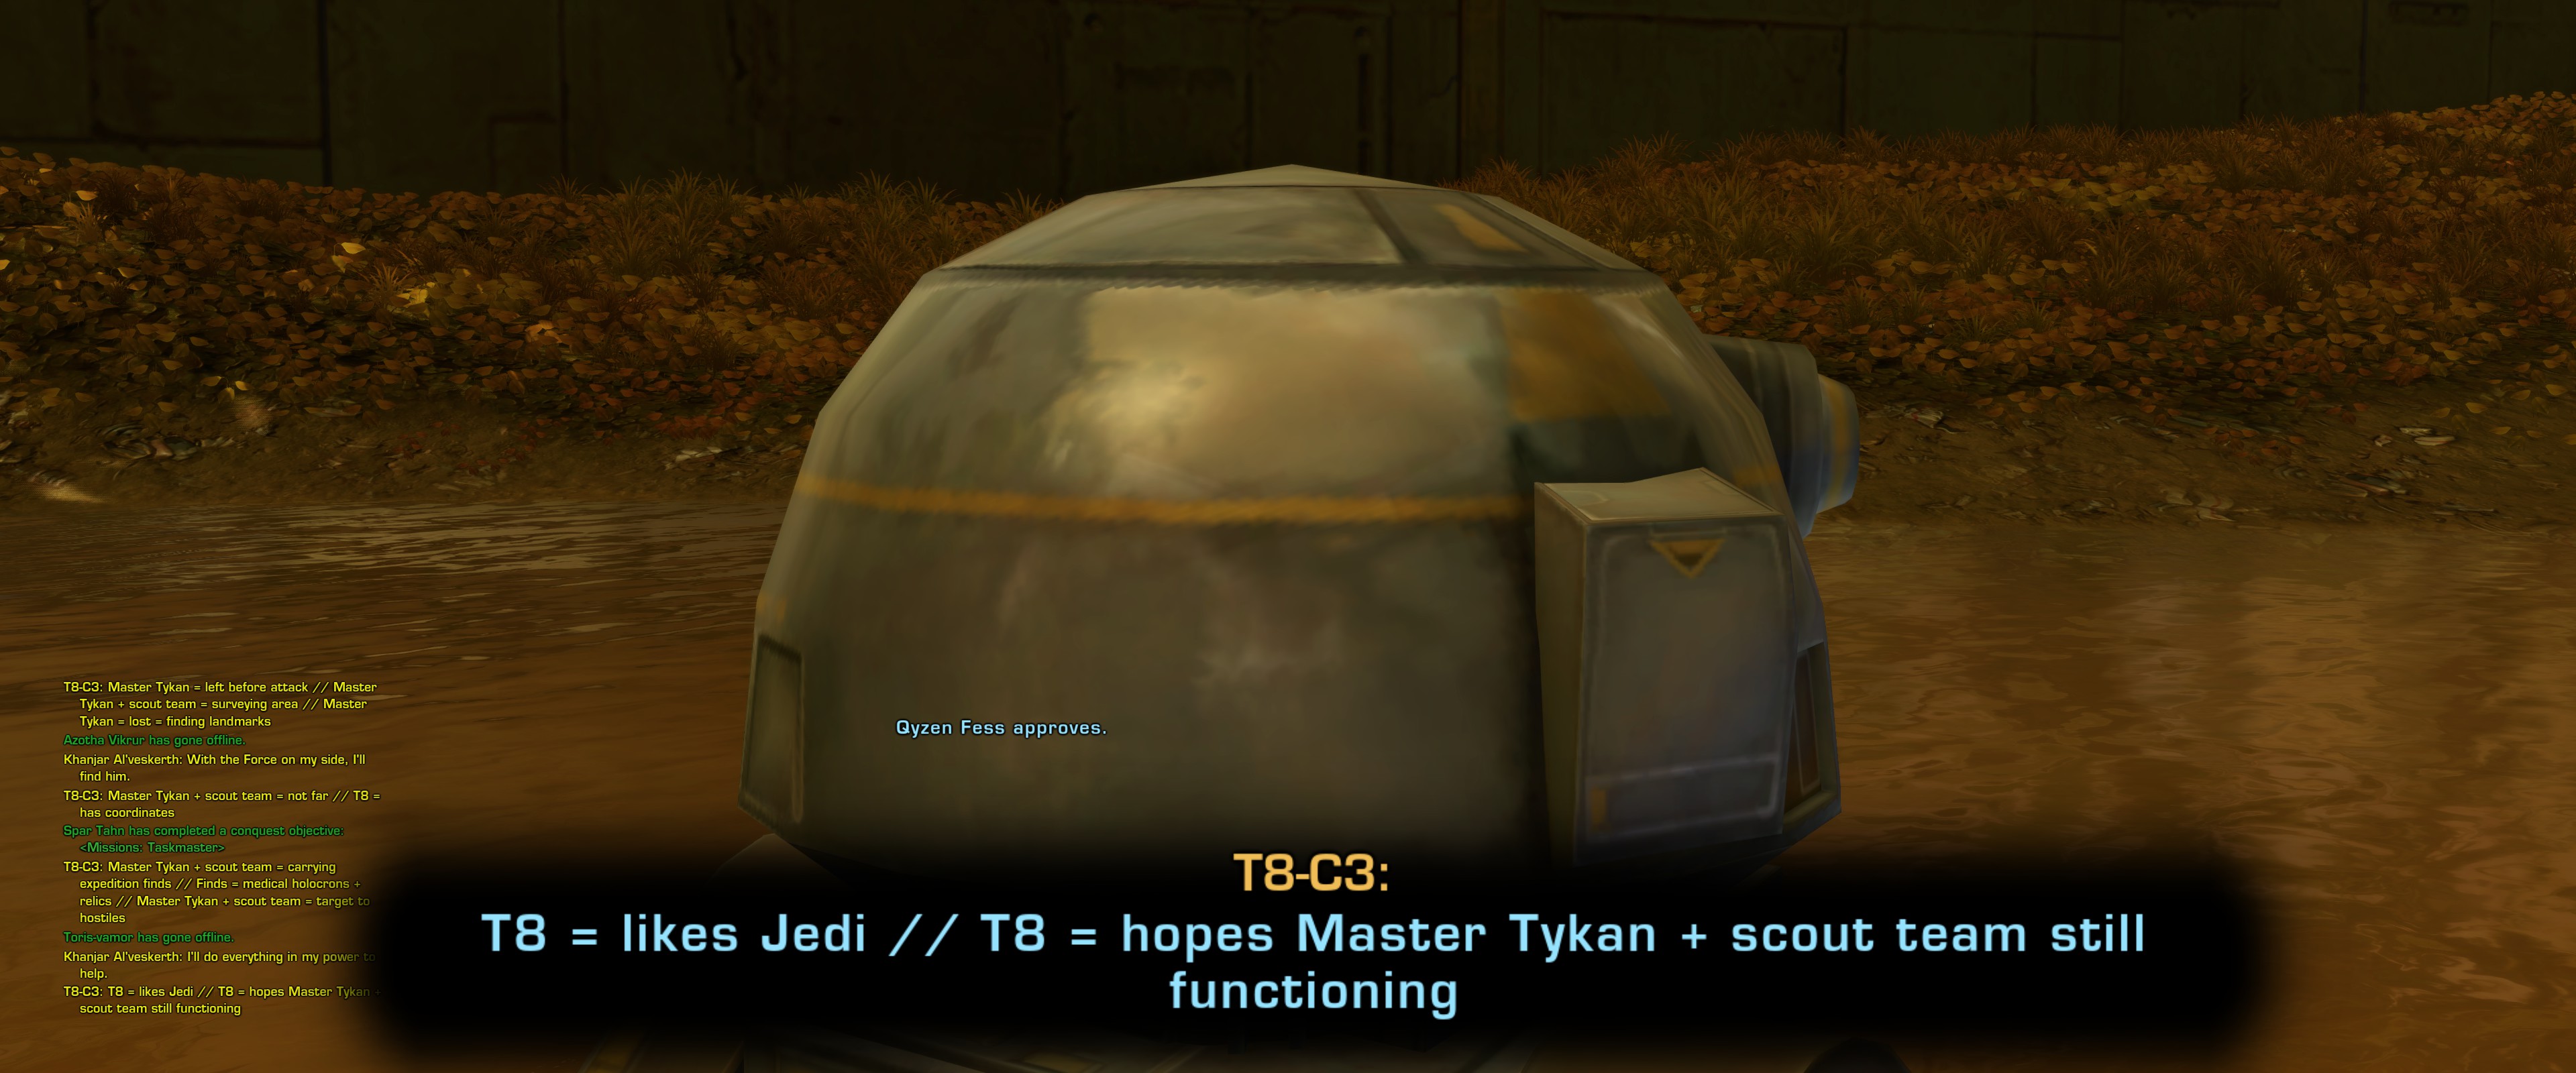 T8-C3: Master Tykan = left before attack // Master
Tykan + scout team = surveying area // Master
Tykan = lost = finding landmarks
Azotha Vikrur has gone offline.
Khanjar Al'veskerth: With the Force on my side, I'll
find him.
T8-C3: Master Tykan + scout team = not far // T8 =
has coordinates
Spar Tahn has completed a conquest objective:
<Missions: Taskmaster>
T8-C3: Master Tykan + scout team = carrying
expedition finds // Finds = medical holocrons +
relics // Master Tykan + scout team = target to
hostiles
Toris-vamor has gone offline.
Khanjar Al'veskerth: I'll do everything in my power to
help.
T8-C3: T8 = likes Jedi // T8 = hopes Master Tykan +
scout team still functioning
Qyzen Fess approves.
T8-C3:
T8 = likes Jedi // T8 = hopes Master Tykan + scout team still
functioning